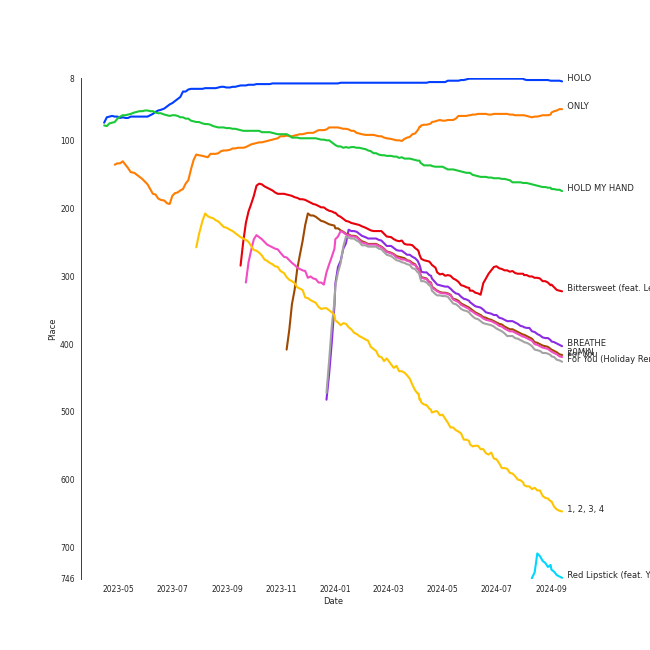 8
100
200
300
400
500
600
700
746
Place
2023-05
2023-07
2023-09
2023-11
2024-01
2024-03
2024-05
2024-07
2024-09
Date
HOLO
ONLY
HOLD MY HAND
Bittersweet (feat. Le
BREATHE
For You (Holiday Rem
1, 2, 3, 4
Red Lipstick (feat. Y